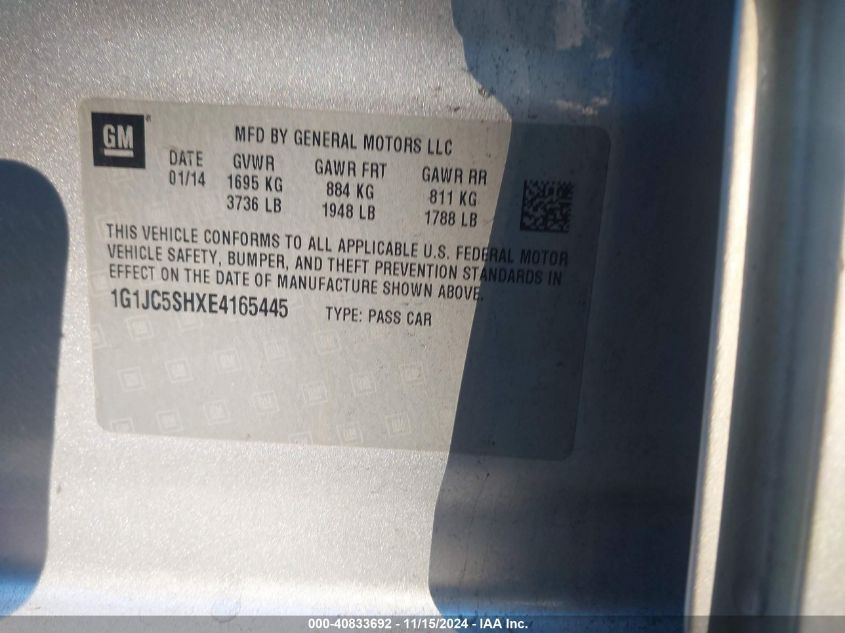 GM ®
MFD BY GENERAL MOTORS LLC
DATE GVWR GAWR FRT GAWR RR
01/14 1695 KG 884 KG 811 KG
3736 LB 1948 LB 1788 LB
THIS VEHICLE CONFORMS TO ALL APPLICABLE U.S. FEDERAL MOTOR
VEHICLE SAFETY, BUMPER, AND THEFT PREVENTION STANDARDS IN
EFFECT ON THE DATE OF MANUFACTURE SHOWN ABOVE.
1G1JC5SHXE4165445 TYPE: PASS CAR
000-40833692 - 11/15/2024 - IAA Inc.